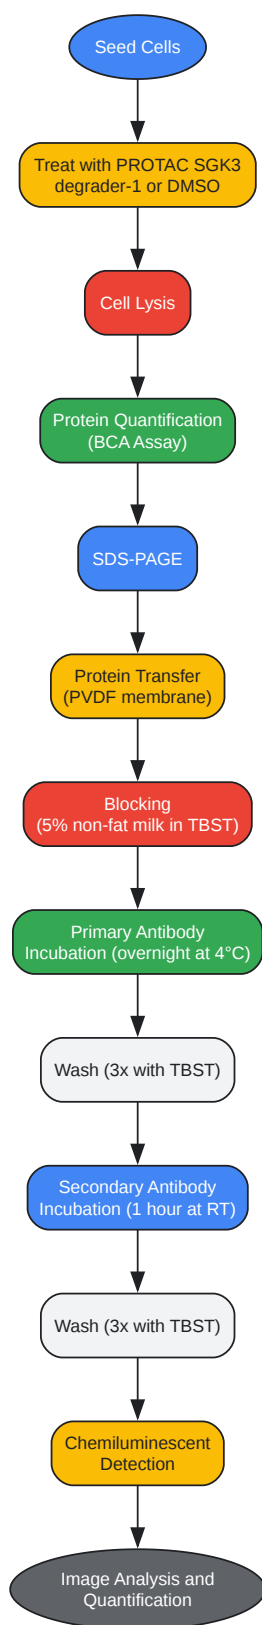 Seed Cells
Treat with PROTAC SGK3
degrader-1 or DMSO
Cell Lysis
Protein Quantification
(BCA Assay)
SDS-PAGE
Protein Transfer
(PVDF membrane)
Blocking
(5% non-fat milk in TBST)
Primary Antibody
Incubation (overnight at 4°C)
Wash (3x with TBST)
Secondary Antibody
Incubation (1 hour at RT)
Wash (3x with TBST)
Chemiluminescent
Detection
Image Analysis and
Quantification